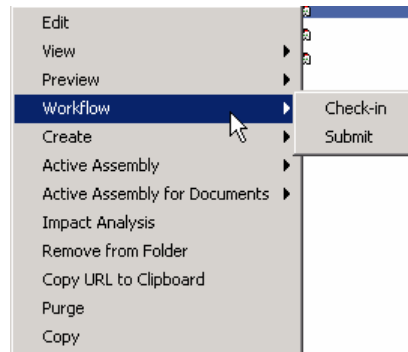 Edit
View
Preview
Workflow
Check-in
Create
Submit
Active Assembly
Active Assembly for Documents
Impact Analysis
Remove from Folder
Copy URL to Clipboard
Purge
Copy